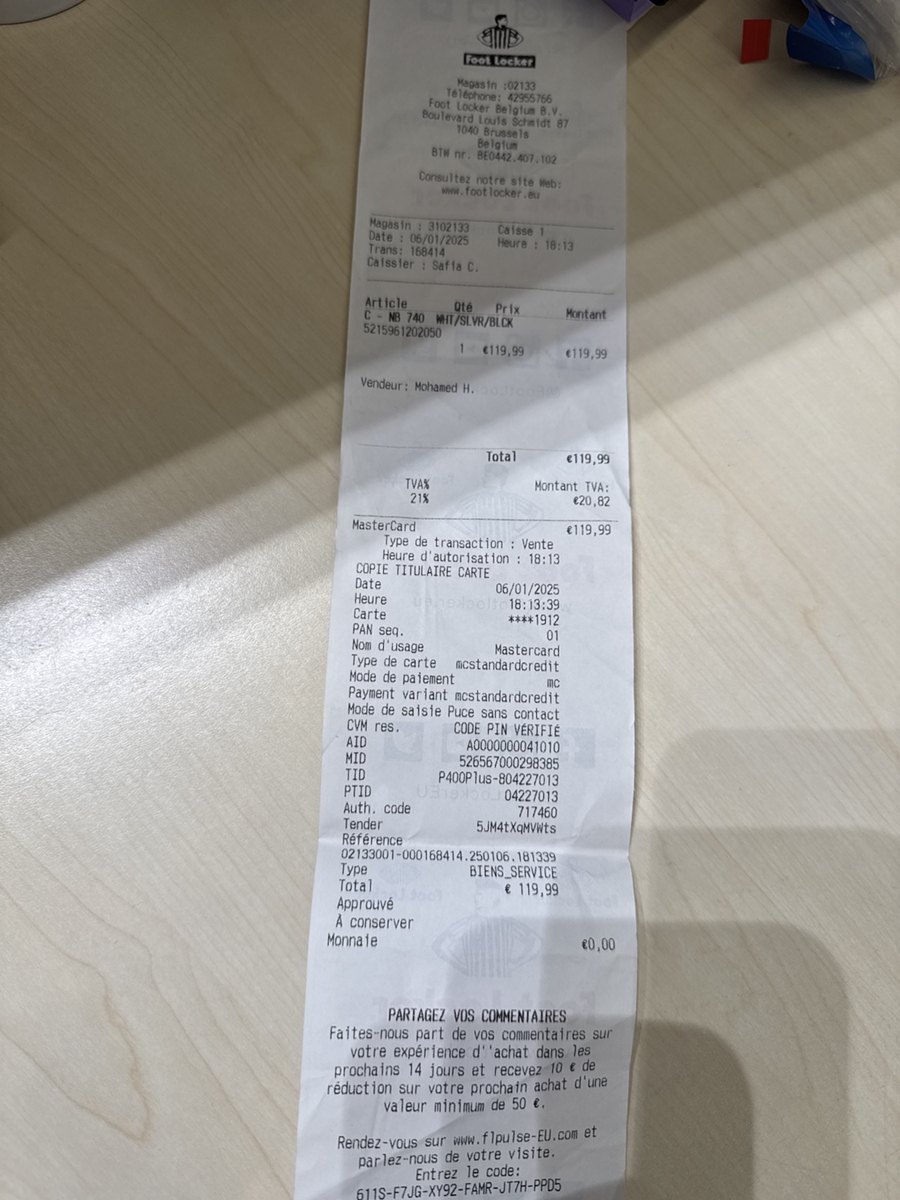 Foot Locker
Magasin :02133
Téléphone: 42955766
Foot Locker Belgium B.V.
Boulevard Louis Schmidt 87
1040 Brussels
Belgium
BTW nr. BE0442.407.102
Consultez notre site Web:
www.footlocker.eu
Magasin : 3102133 Caisse 1
Date : 06/01/2025 Heure : 18:13
Trans: 168414
Caissier : Safia C.
Article Qté Prix Montant
C - NB 740 WHT/SLVR/BLCK
5215961202050
1 €119,99 €119,99
Vendeur: Mohamed H.
Total €119,99
TVA% Montant TVA:
21% €20,82
MasterCard €119,99
Type de transaction : Vente
Heure d'autorisation : 18:13
COPIE TITULAIRE CARTE
Date 06/01/2025
Heure 18:13:39
Carte ****1912
PAN seq. 01
Nom d'usage Mastercard
Type de carte mcstandardcredit
Mode de paiement mc
Payment variant mcstandardcredit
Mode de saisie Puce sans contact
CVM res. CODE PIN VÉRIFIÉ
AID A0000000041010
MID 526567000298385
TID P400Plus-804227013
PTID 04227013
Auth. code 717460
Tender 5JM4tXqMVWts
Référence
02133001-000168414.250106.181339
Type BIENS_SERVICE
Total € 119,99
Approuvé
À conserver
Monnaie €0,00
PARTAGEZ VOS COMMENTAIRES
Faites-nous part de vos commentaires sur
votre expérience d''achat dans les
prochains 14 jours et recevez 10 € de
réduction sur votre prochain achat d'une
valeur minimum de 50 €.
Rendez-vous sur www.flpulse-EU.com et
parlez-nous de votre visite.
Entrez le code:
611S-F7JG-XY92-FAMR-JT7H-PPD5